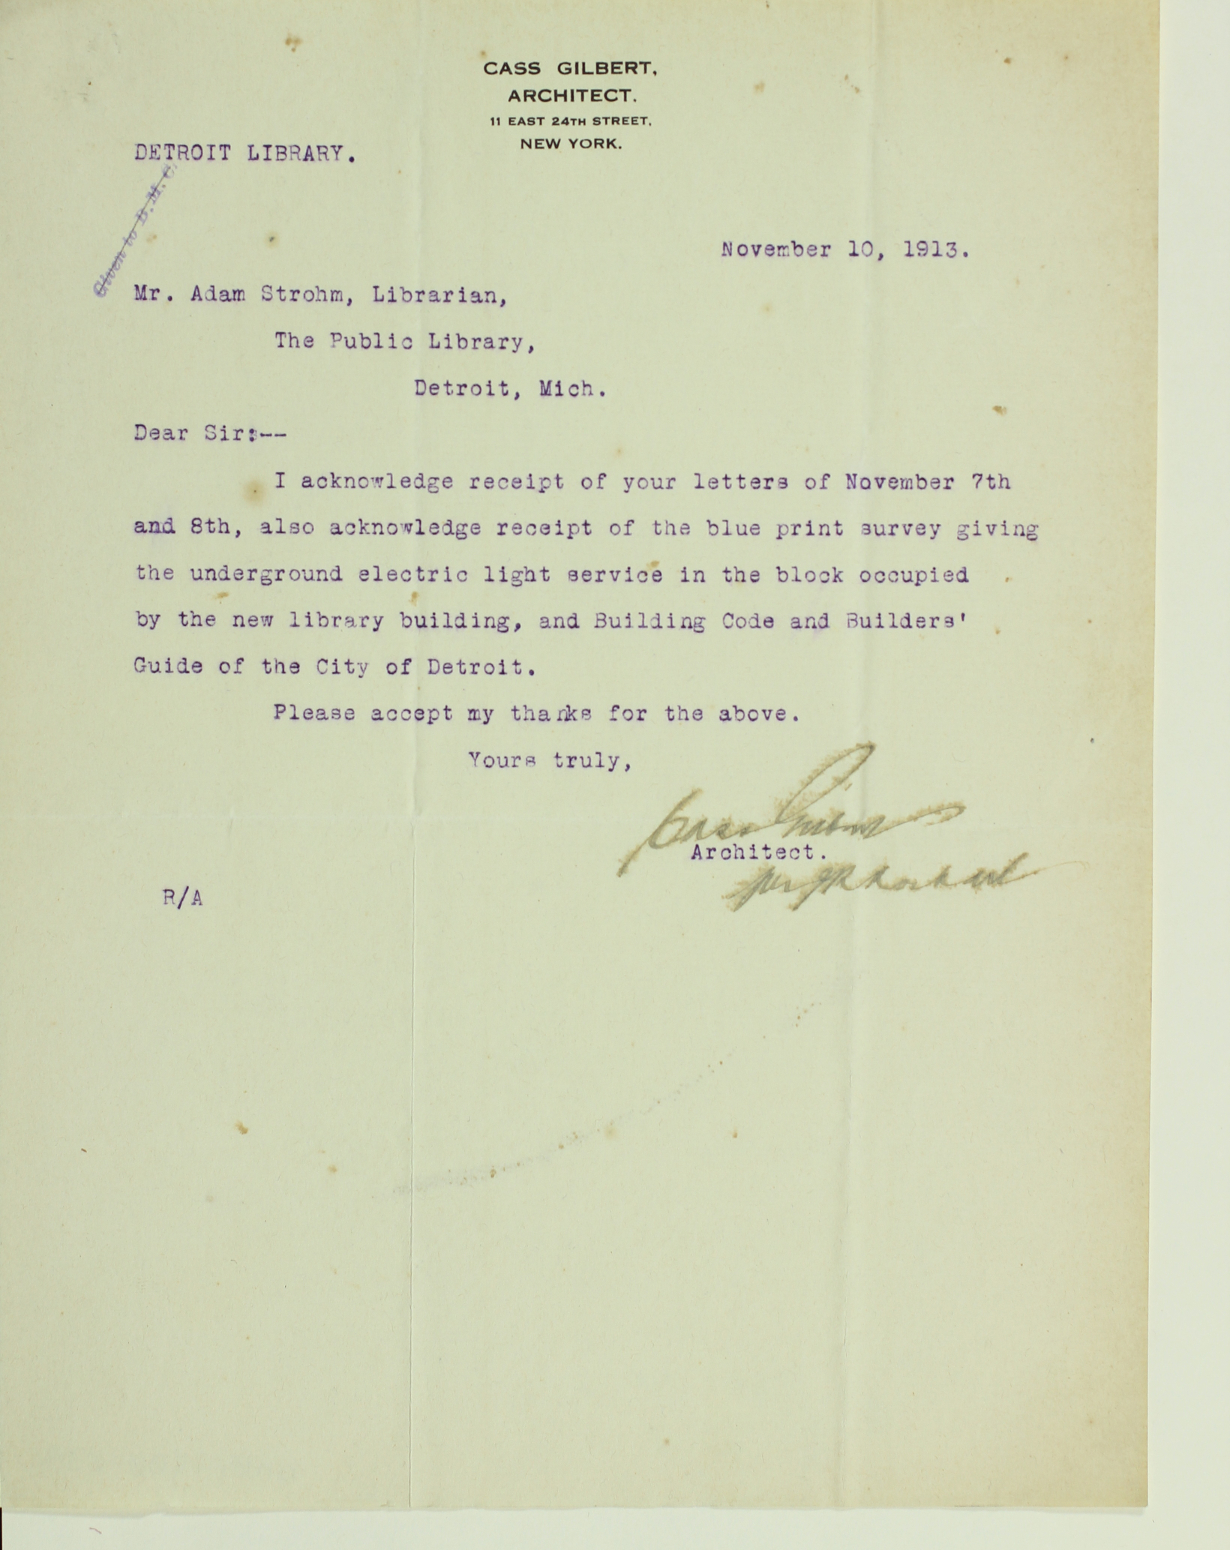 CASS GILBERT,
ARCHITECT.
11 EAST 24TH STREET,
NEW YORK.
DETROIT LIBRARY.
Given to D.M.C.
November 10, 1913.
Mr. Adam Strohm, Librarian,
The Public Library,
Detroit, Mich.
Dear Sir:--
I acknowledge receipt of your letters of November 7th
and 8th, also acknowledge receipt of the blue print survey giving
the underground electric light service in the block occupied
by the new library building, and Building Code and Builders'
Guide of the City of Detroit.
Please accept my thanks for the above.
Yours truly,
Cass Gilbert
Architect.
per
R/A